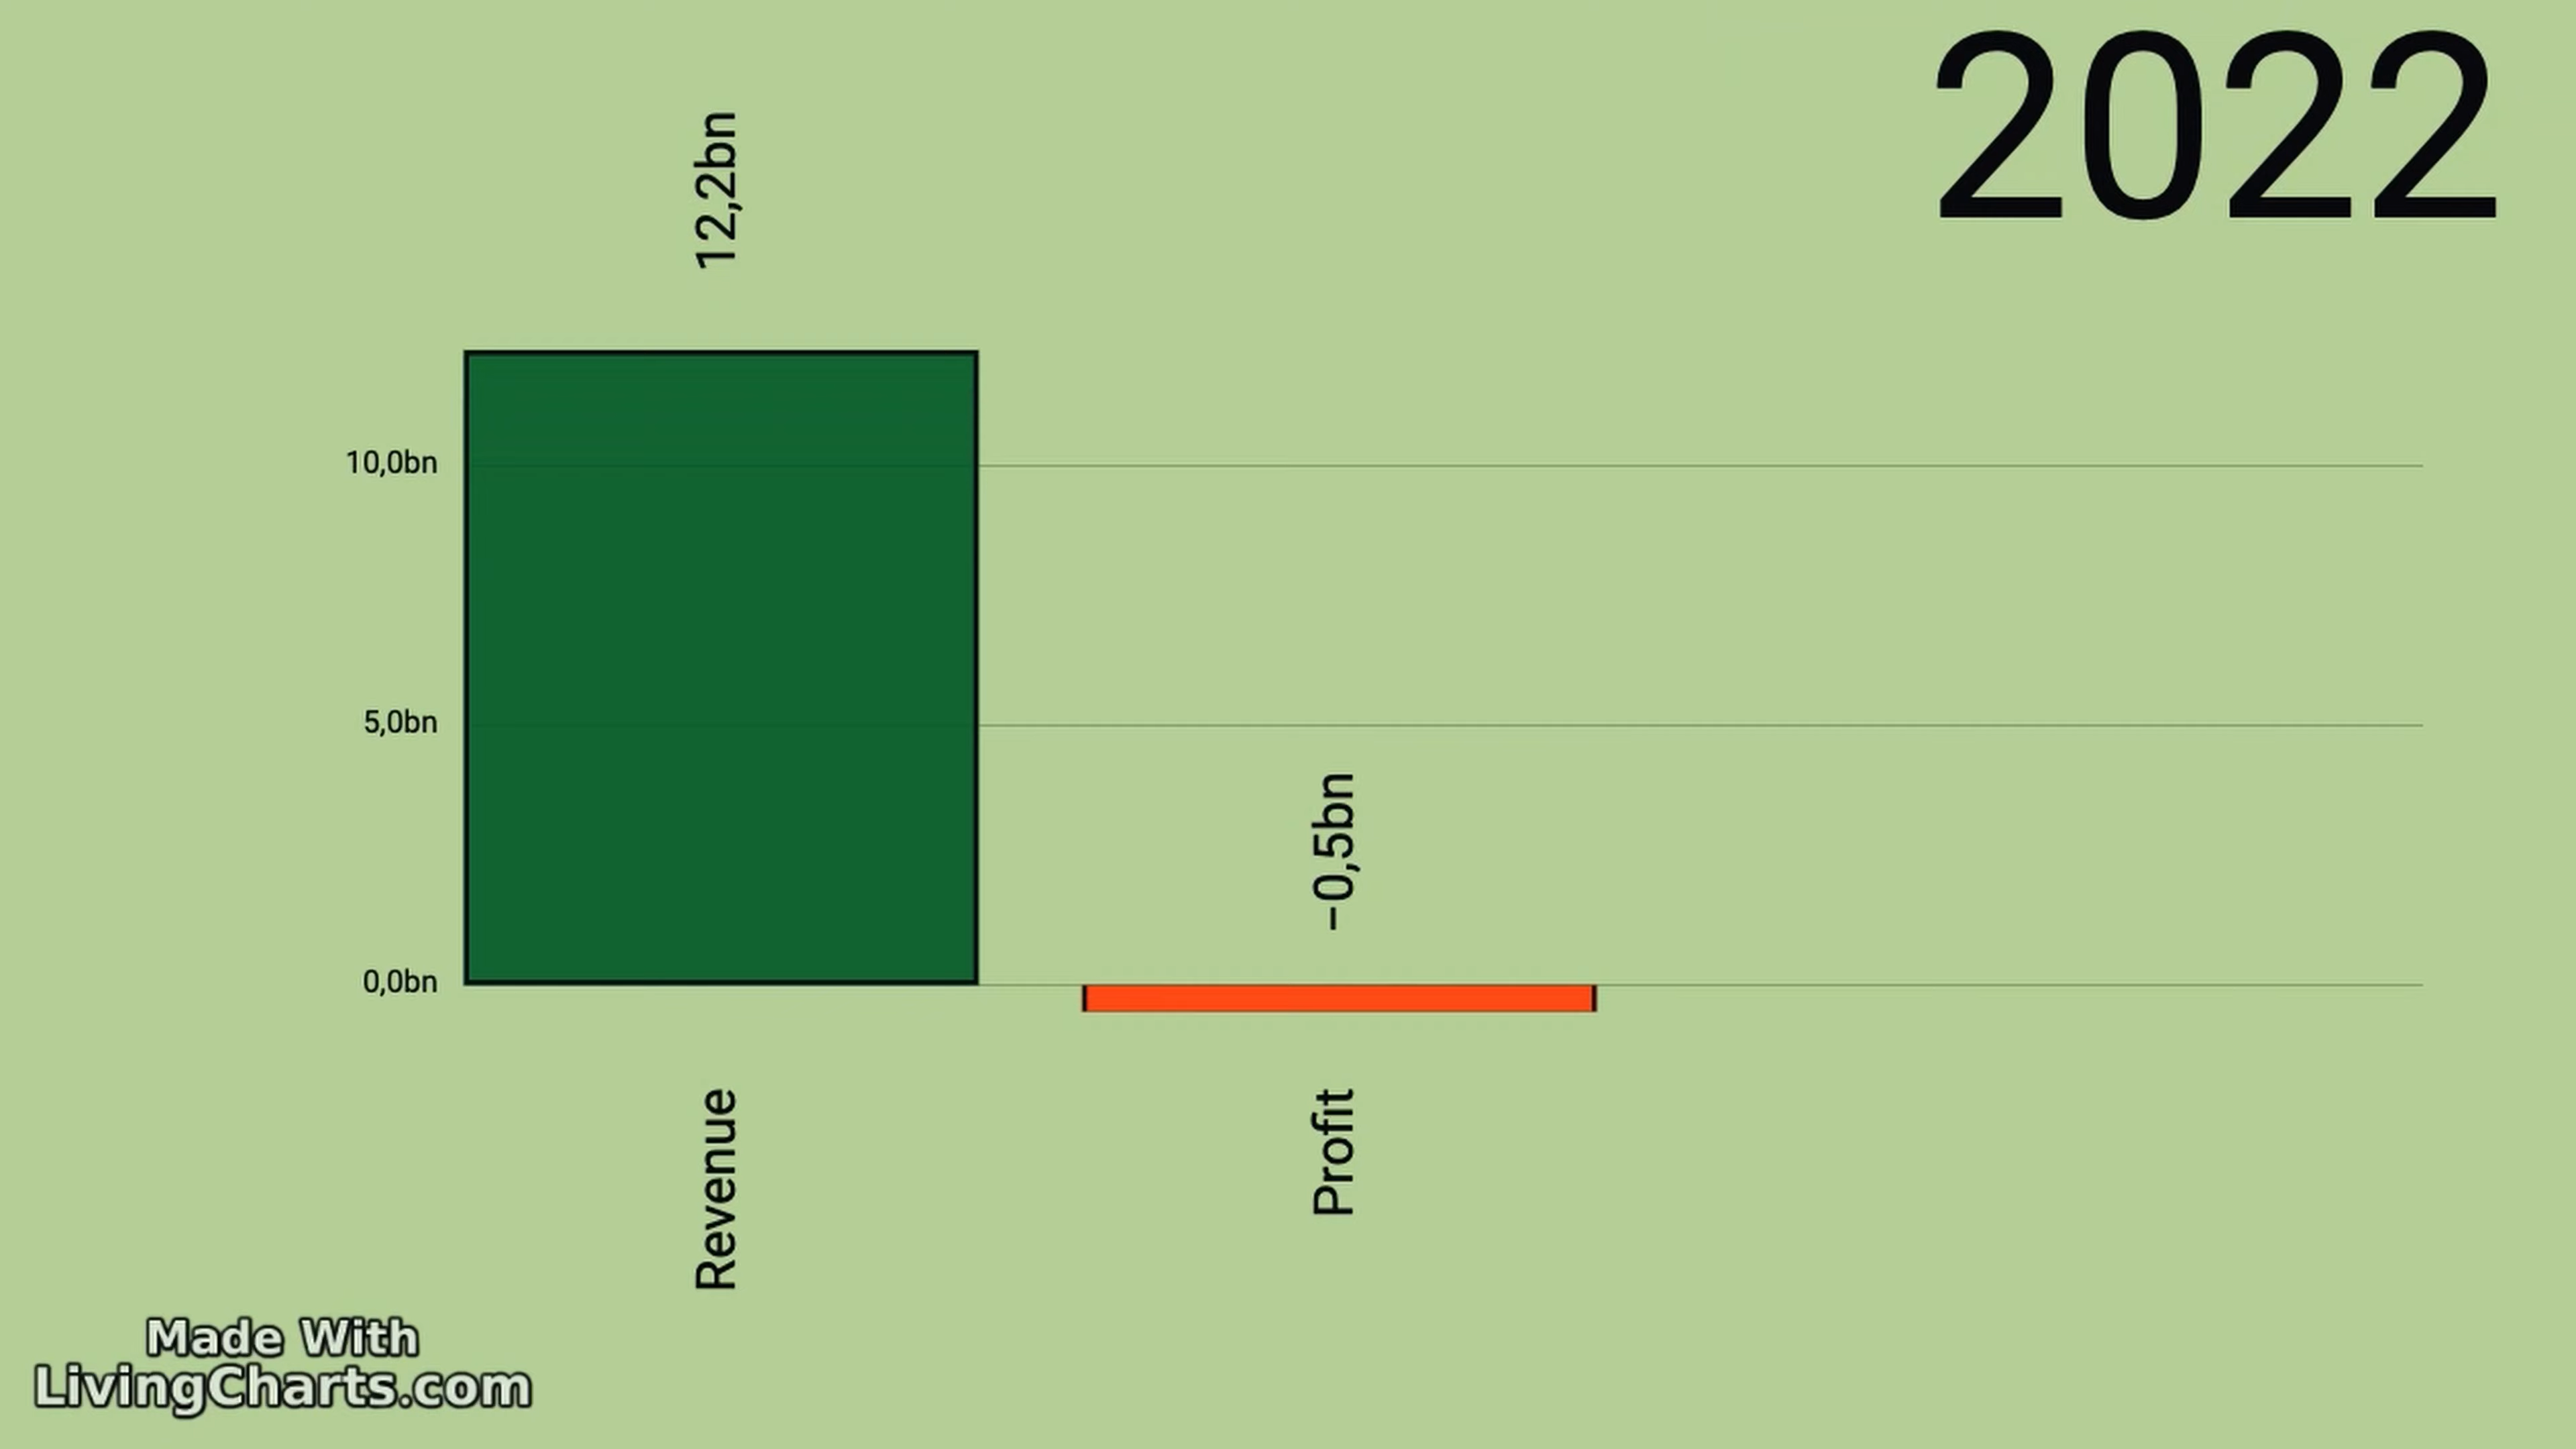 2022
12,2bn
10,0bn
5,0bn
−0,5bn
0,0bn
Revenue
Profit
Made With
LivingCharts.com